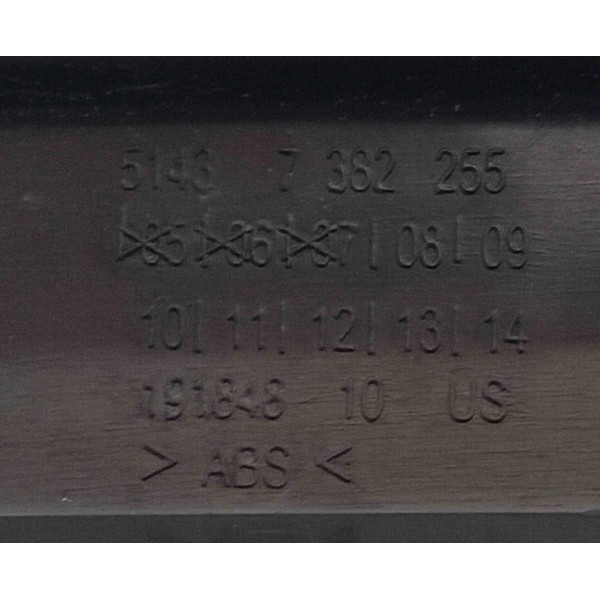 5143 7 382 255
05 | 06 | 07 | 08 | 09
10 | 11 | 12 | 13 | 14
191848 10 US
> ABS <